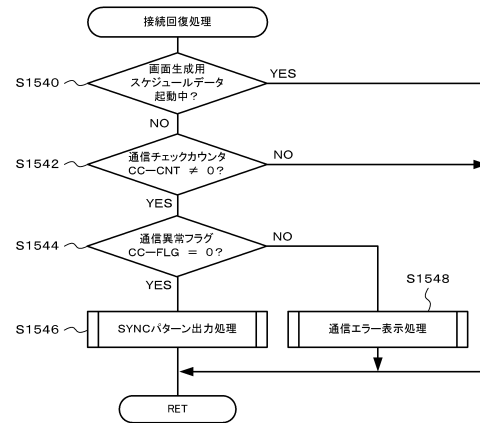 接続回復処理
S1540
画面生成用
スケジュールデータ
起動中？
YES
NO
S1542
通信チェックカウンタ
CC－CNT ≠ 0？
NO
YES
S1544
通信異常フラグ
CC－FLG ＝ 0？
NO
YES
S1548
S1546
SYNCパターン出力処理
通信エラー表示処理
RET